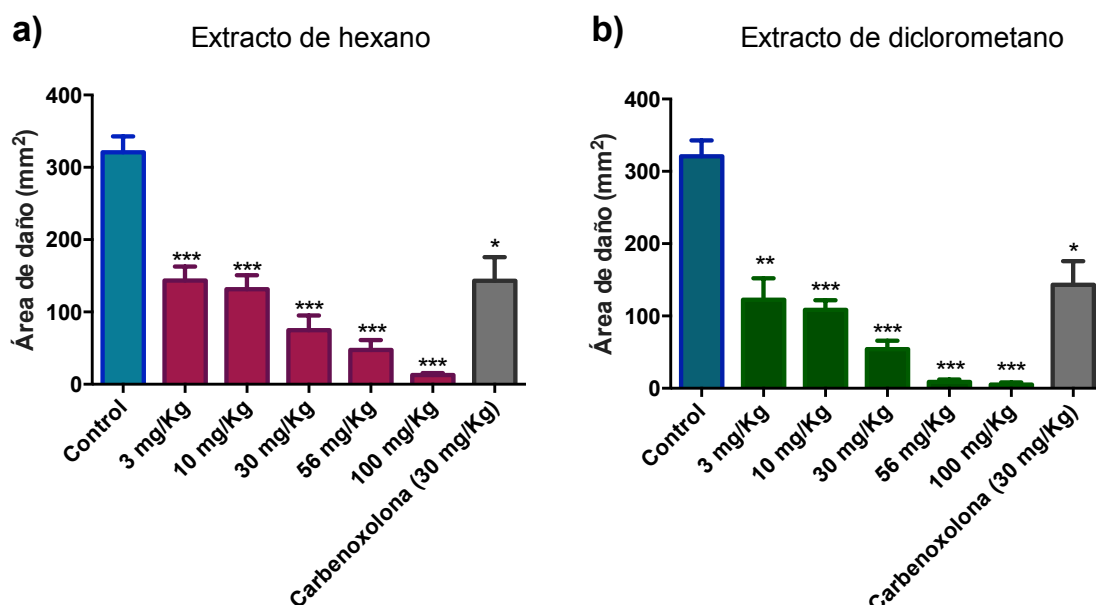 a)
Extracto de hexano
Área de daño (mm²)
400
300
200
100
0
***
***
***
***
***
*
Control
3 mg/Kg
10 mg/Kg
30 mg/Kg
56 mg/Kg
100 mg/Kg
Carbenoxolona (30 mg/Kg)
b)
Extracto de diclorometano
Área de daño (mm²)
400
300
200
100
0
**
***
***
***
***
*
Control
3 mg/Kg
10 mg/Kg
30 mg/Kg
56 mg/Kg
100 mg/Kg
Carbenoxolona (30 mg/Kg)